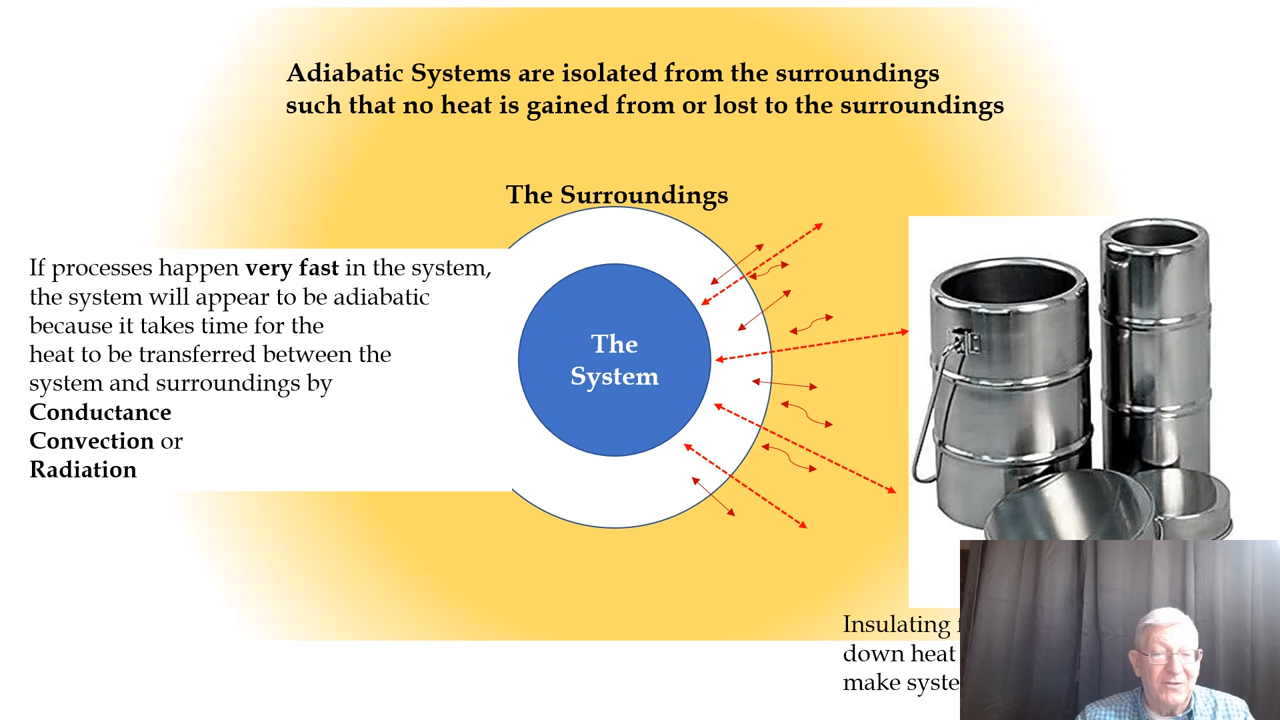 Adiabatic Systems are isolated from the surroundings
such that no heat is gained from or lost to the surroundings
The Surroundings
If processes happen very fast in the system,
the system will appear to be adiabatic
because it takes time for the
heat to be transferred between the
system and surroundings by
Conductance
Convection or
Radiation
The
System
Insulating
down heat
make